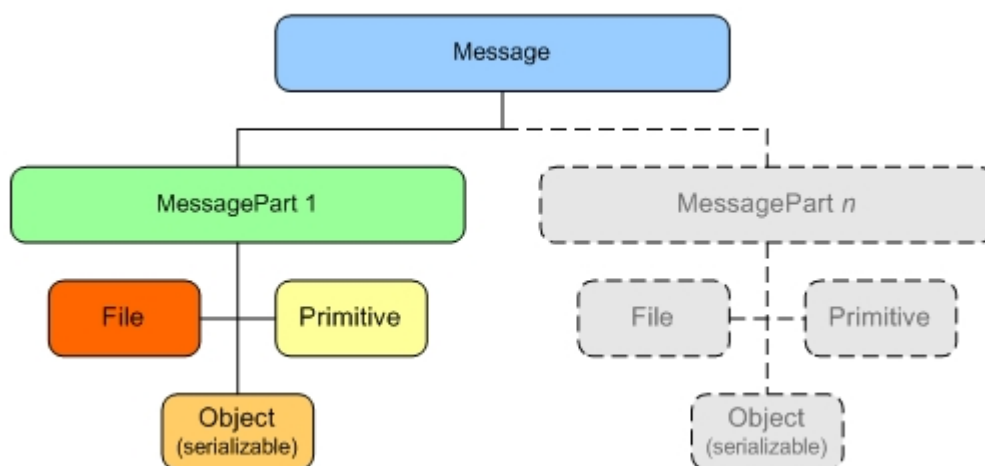 Message
MessagePart 1
MessagePart n
File
Primitive
File
Primitive
Object
(serializable)
Object
(serializable)